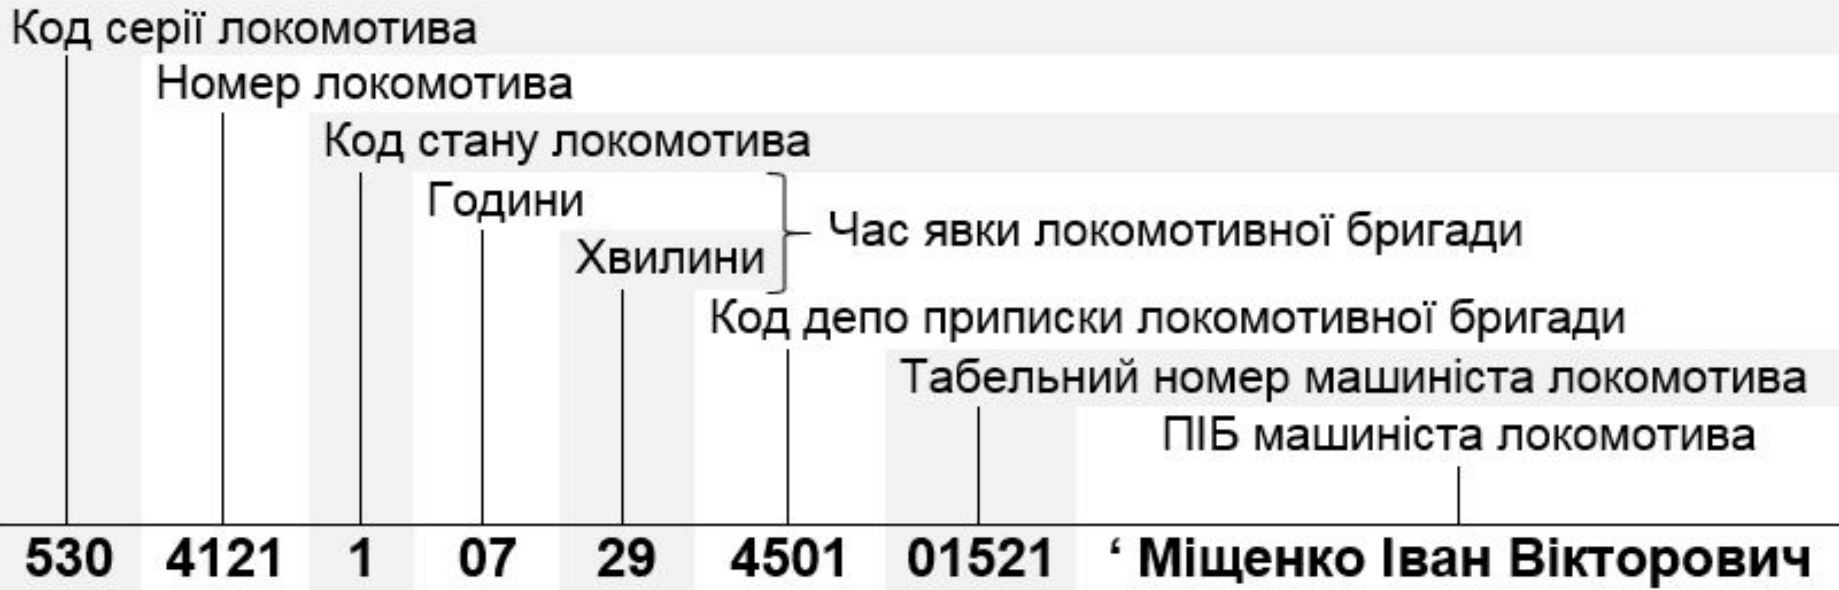 Код серії локомотива
Номер локомотива
Код стану локомотива
Години
Час явки локомотивної бригади
Хвилини
Код депо приписки локомотивної бригади
Табельний номер машиніста локомотива
ПІБ машиніста локомотива
530 4121 1 07 29 4501 01521 ‘ Міщенко Іван Вікторович